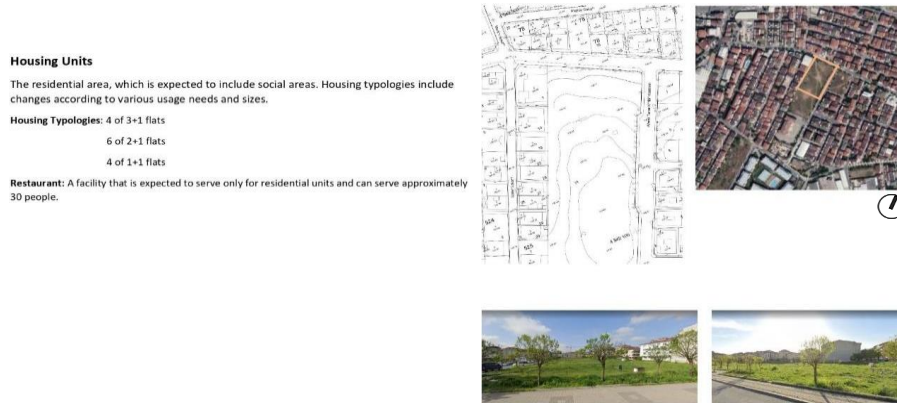 Housing Units
The residential area, which is expected to include social areas. Housing typologies include
changes according to various usage needs and sizes.
Housing Typologies: 4 of 3+1 flats
6 of 2+1 flats
4 of 1+1 flats
Restaurant: A facility that is expected to serve only for residential units and can serve approximately
30 people.